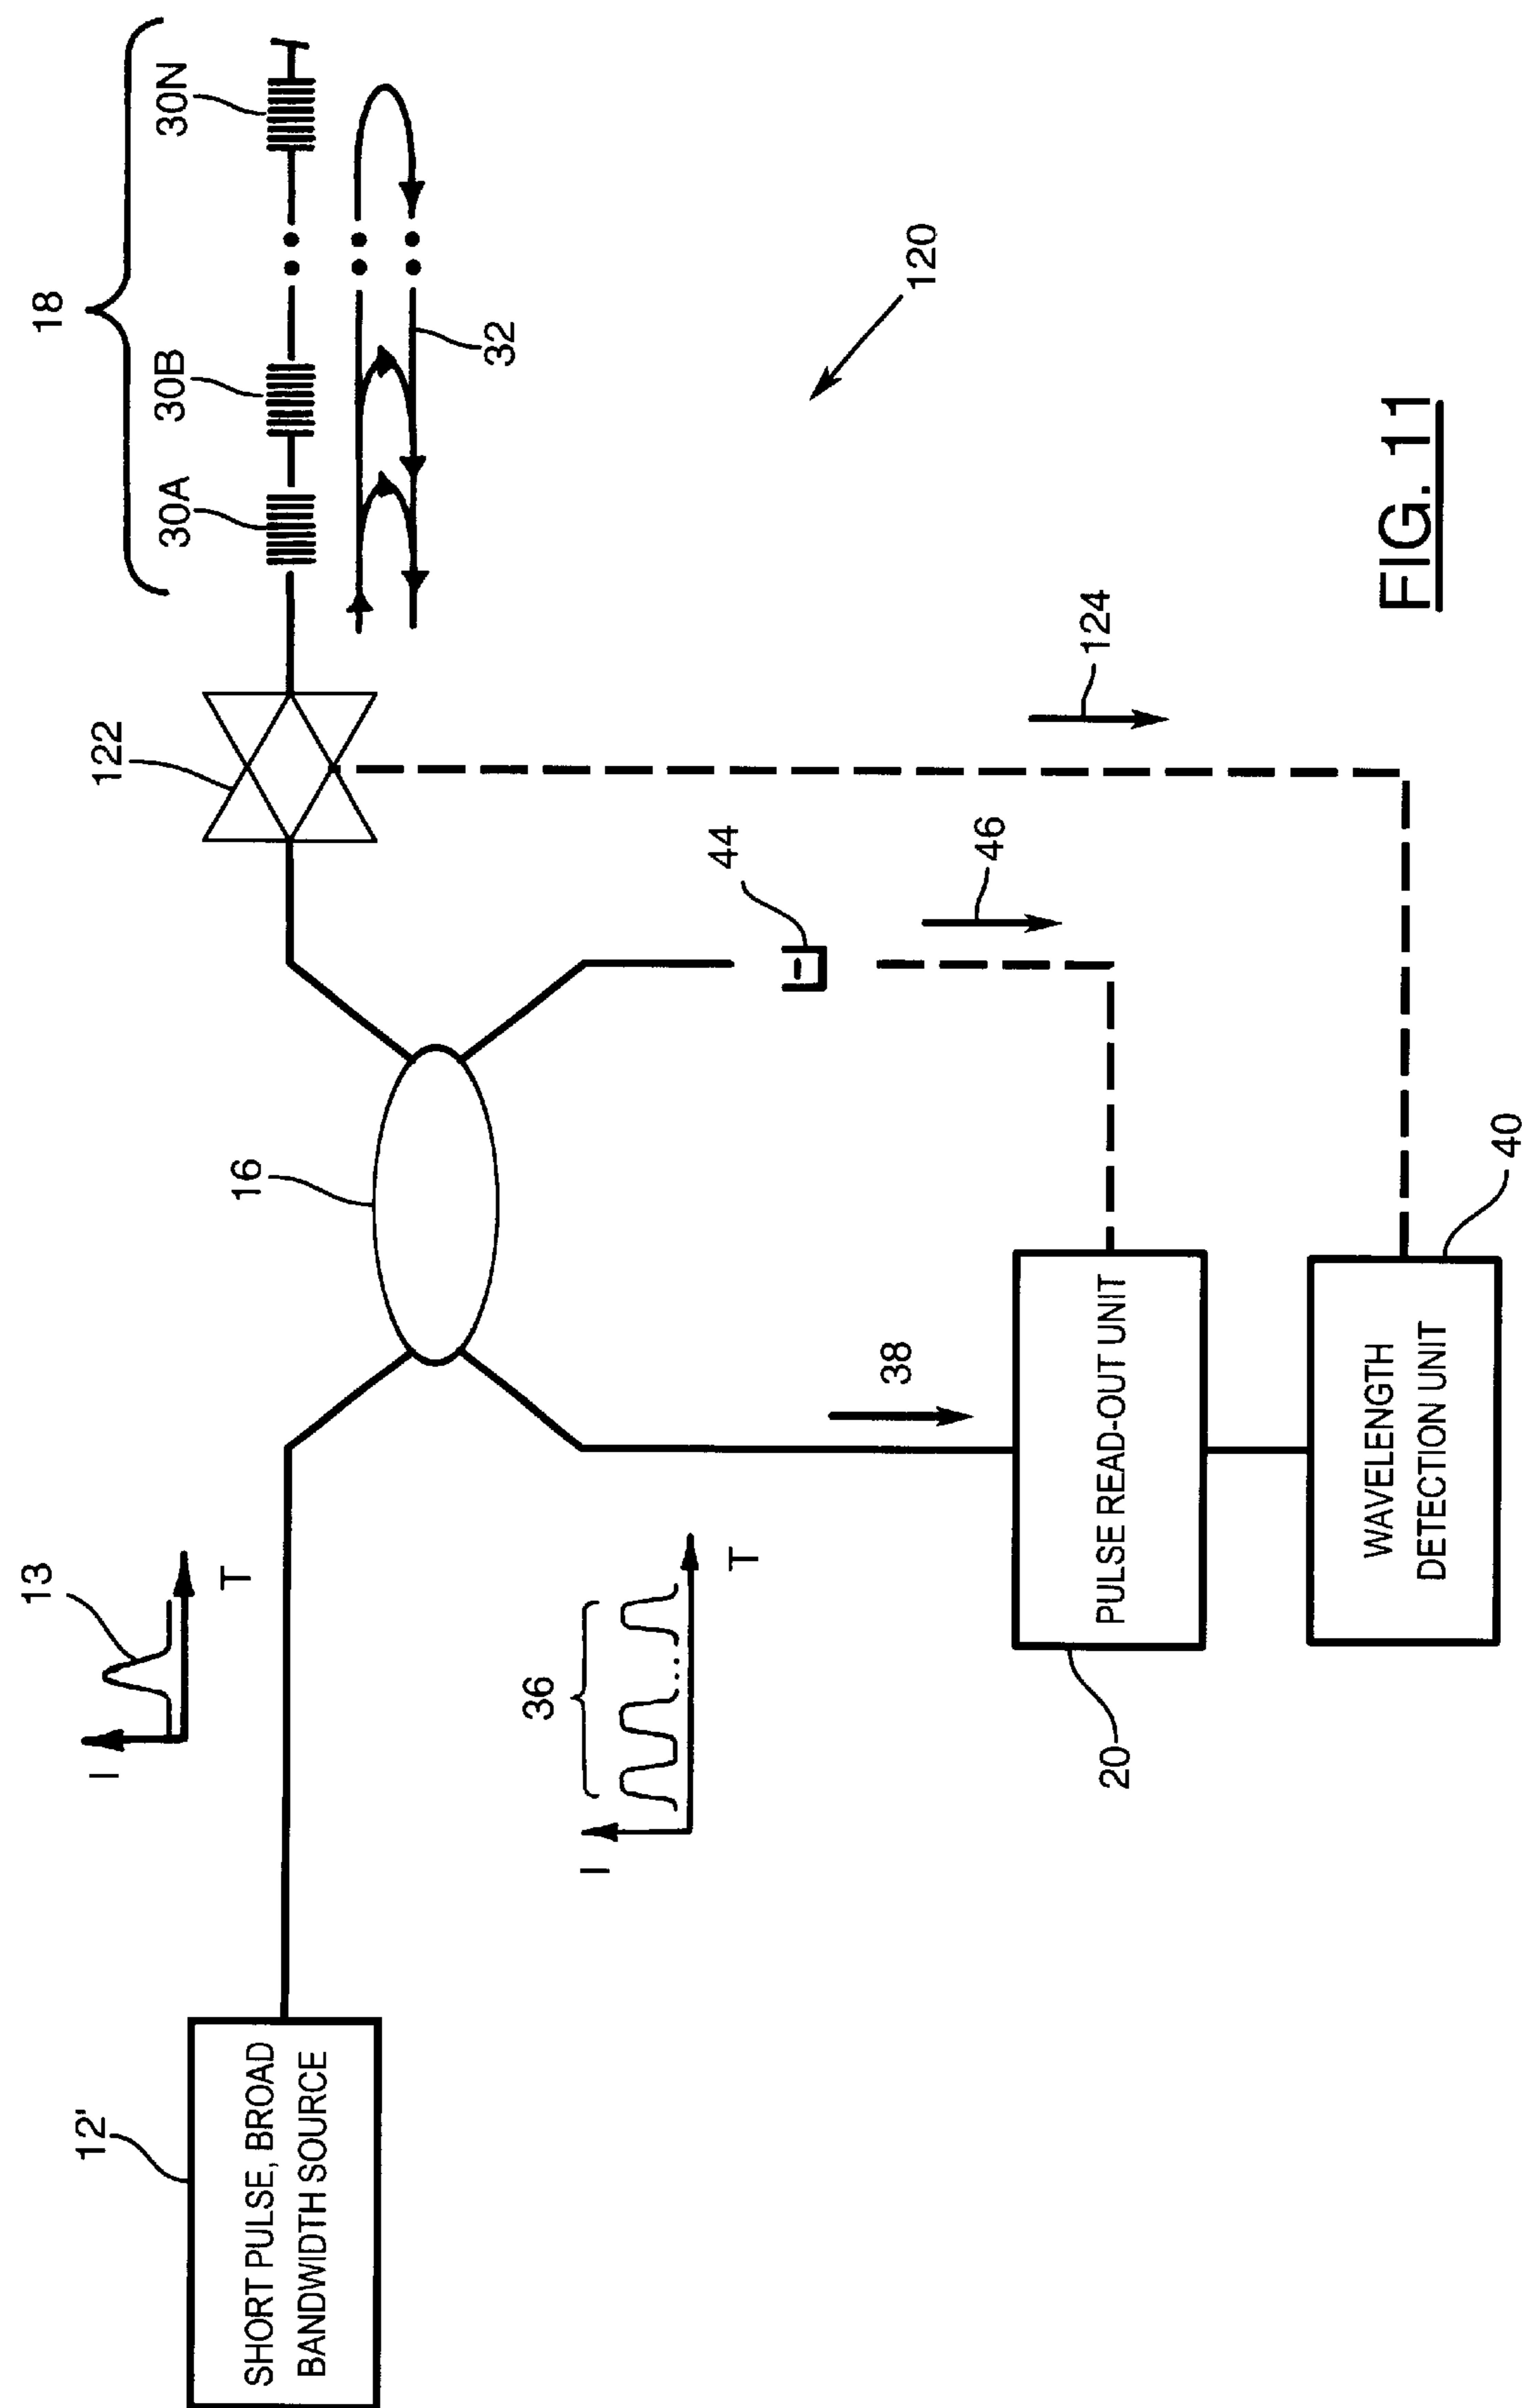 18
30A
30B
30N
32
122
120
124
13
I
T
16
44
46
12'
SHORT PULSE, BROAD
BANDWIDTH SOURCE
36
I
T
38
PULSE READ-OUT UNIT
20
WAVELENGTH
DETECTION UNIT
40
FIG. 11